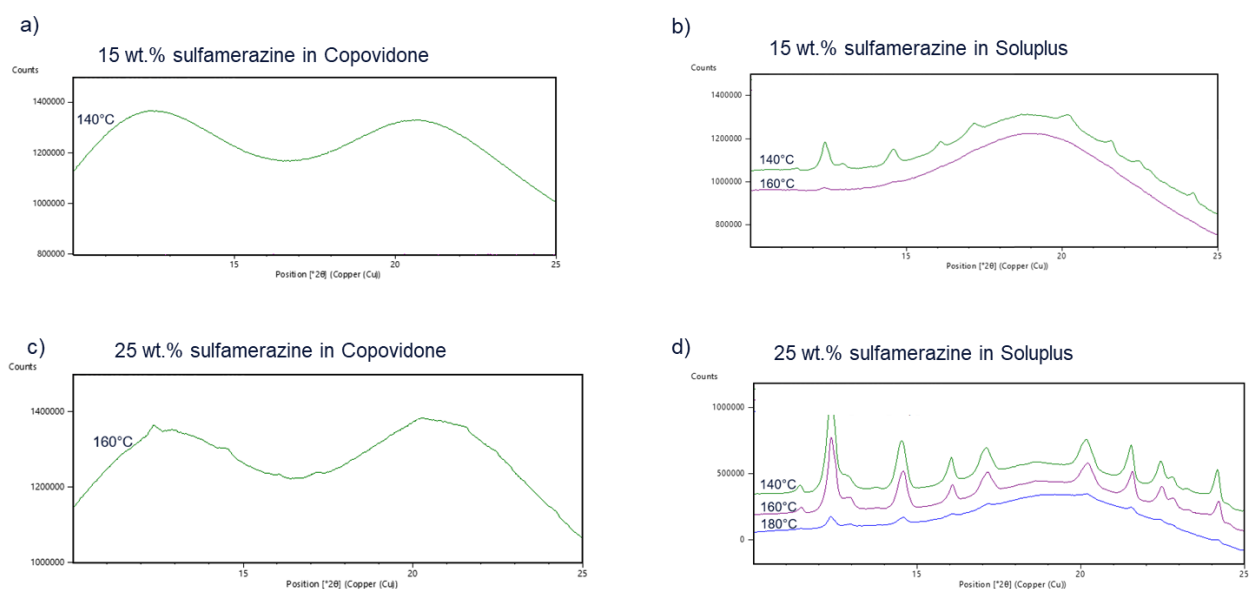 a)
15 wt.% sulfamerazine in Copovidone
Counts
1400000
1200000
1000000
800000
140°C
15
20
25
Position [°2θ] (Copper (Cu))
b)
15 wt.% sulfamerazine in Soluplus
Counts
1400000
1200000
1000000
800000
140°C
160°C
15
20
25
Position [°2θ] (Copper (Cu))
c)
25 wt.% sulfamerazine in Copovidone
Counts
1400000
1200000
1000000
160°C
15
20
25
Position [°2θ] (Copper (Cu))
d)
25 wt.% sulfamerazine in Soluplus
Counts
1000000
500000
0
140°C
160°C
180°C
15
20
25
Position [°2θ] (Copper (Cu))